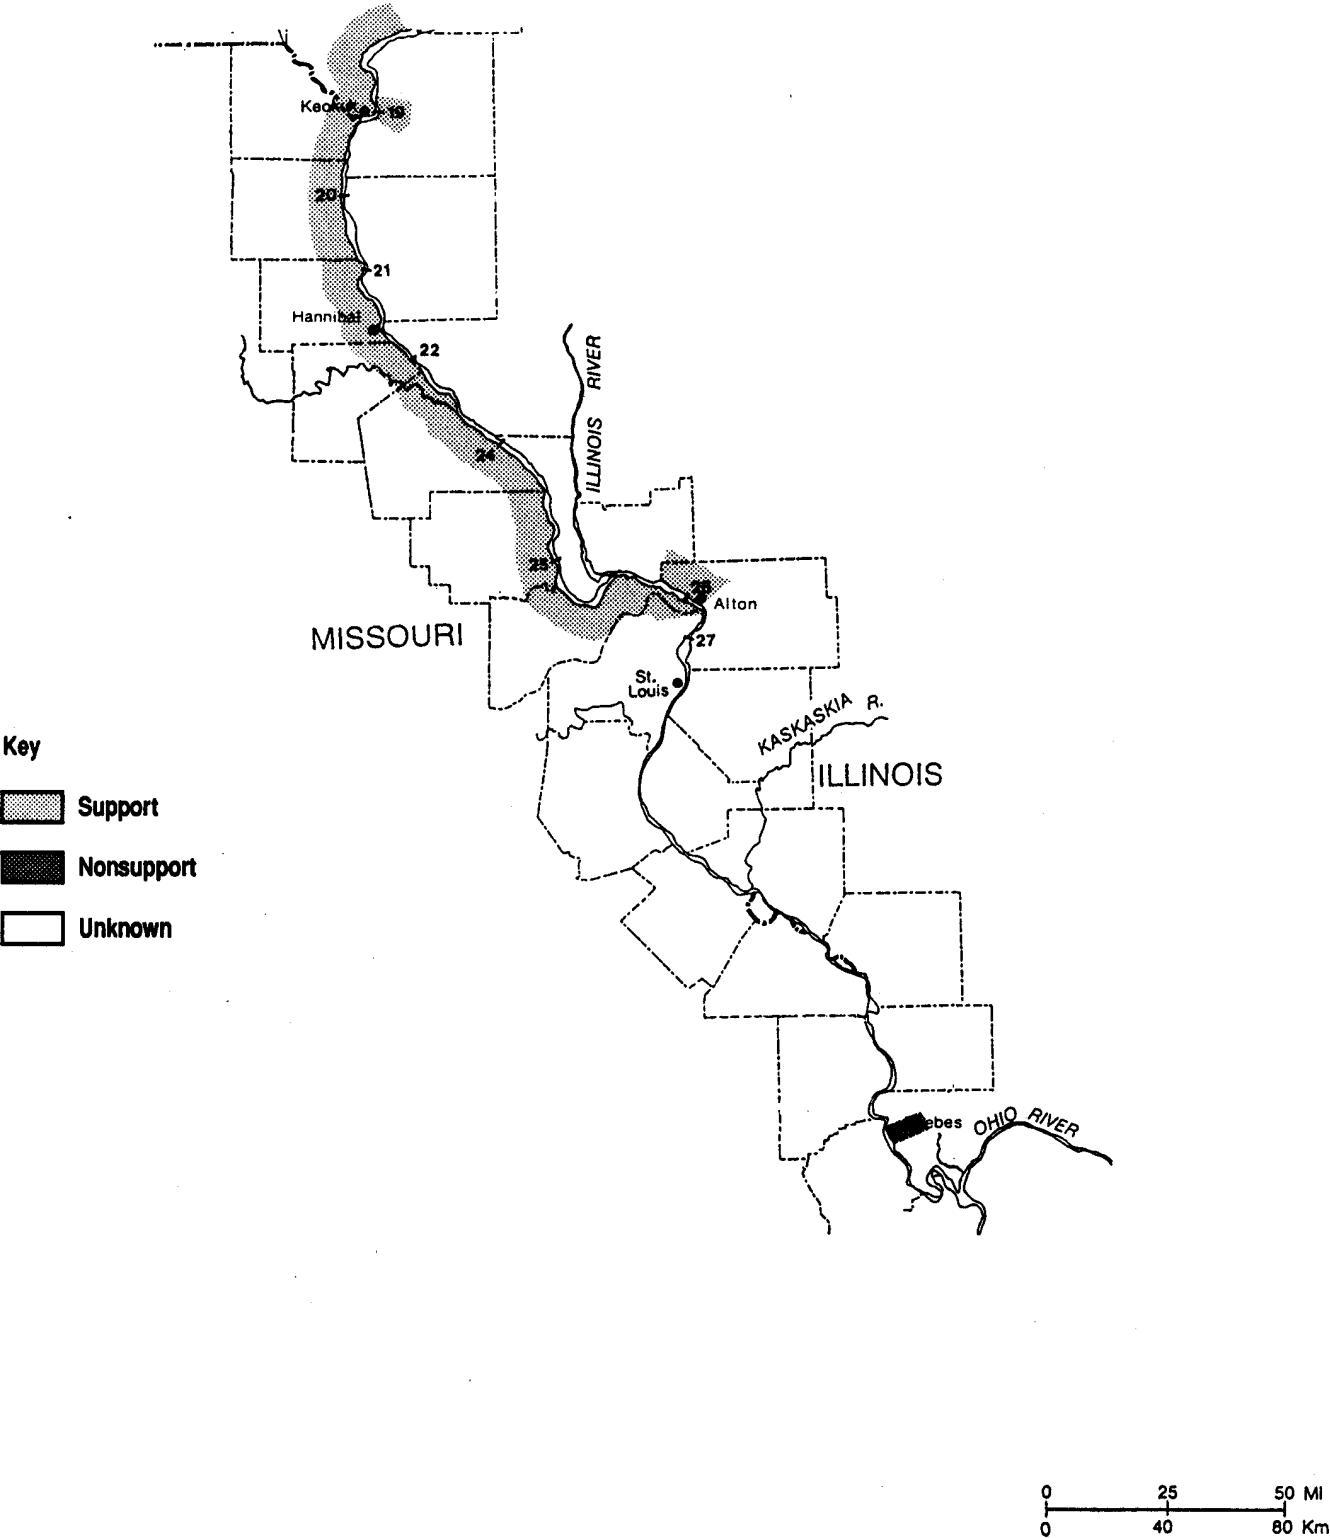 Keokuk
19
20
21
Hannibal
22
ILLINOIS RIVER
24
25
26
Alton
MISSOURI
27
St.
Louis
KASKASKIA R.
Key
ILLINOIS
Support
Nonsupport
Unknown
ebes
OHIO RIVER
0 25 50 MI
0 40 80 Km